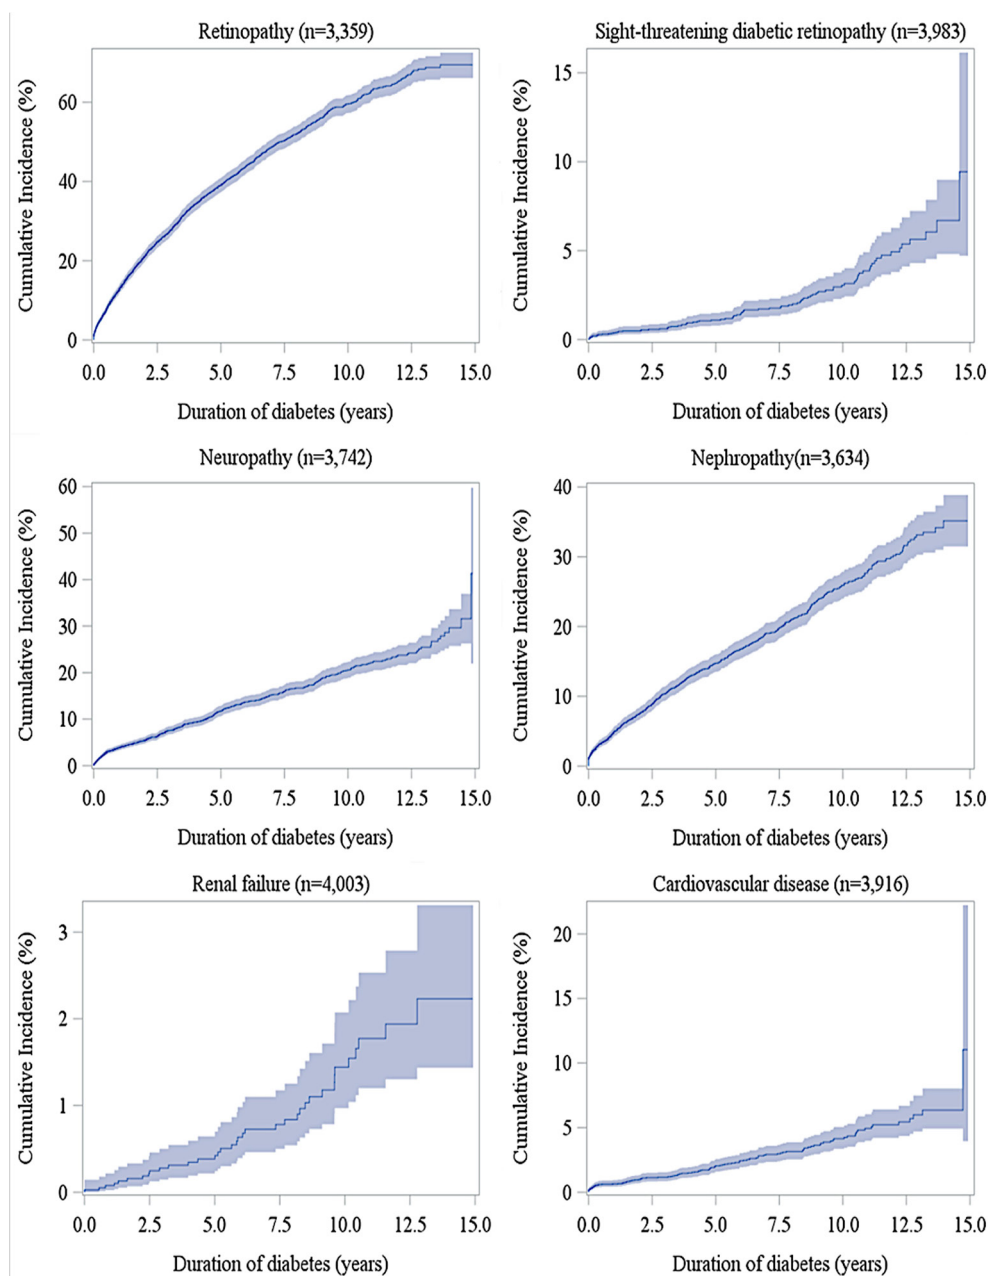 Retinopathy (n=3,359)
Cumulative Incidence (%)
60
40
20
0
0.0 2.5 5.0 7.5 10.0 12.5 15.0
Duration of diabetes (years)
Sight-threatening diabetic retinopathy (n=3,983)
Cumulative Incidence (%)
15
10
5
0
0.0 2.5 5.0 7.5 10.0 12.5 15.0
Duration of diabetes (years)
Neuropathy (n=3,742)
Cumulative Incidence (%)
60
50
40
30
20
10
0
0.0 2.5 5.0 7.5 10.0 12.5 15.0
Duration of diabetes (years)
Nephropathy(n=3,634)
Cumulative Incidence (%)
40
30
20
10
0
0.0 2.5 5.0 7.5 10.0 12.5 15.0
Duration of diabetes (years)
Renal failure (n=4,003)
Cumulative Incidence (%)
3
2
1
0
0.0 2.5 5.0 7.5 10.0 12.5 15.0
Duration of diabetes (years)
Cardiovascular disease (n=3,916)
Cumulative Incidence (%)
20
15
10
5
0
0.0 2.5 5.0 7.5 10.0 12.5 15.0
Duration of diabetes (years)